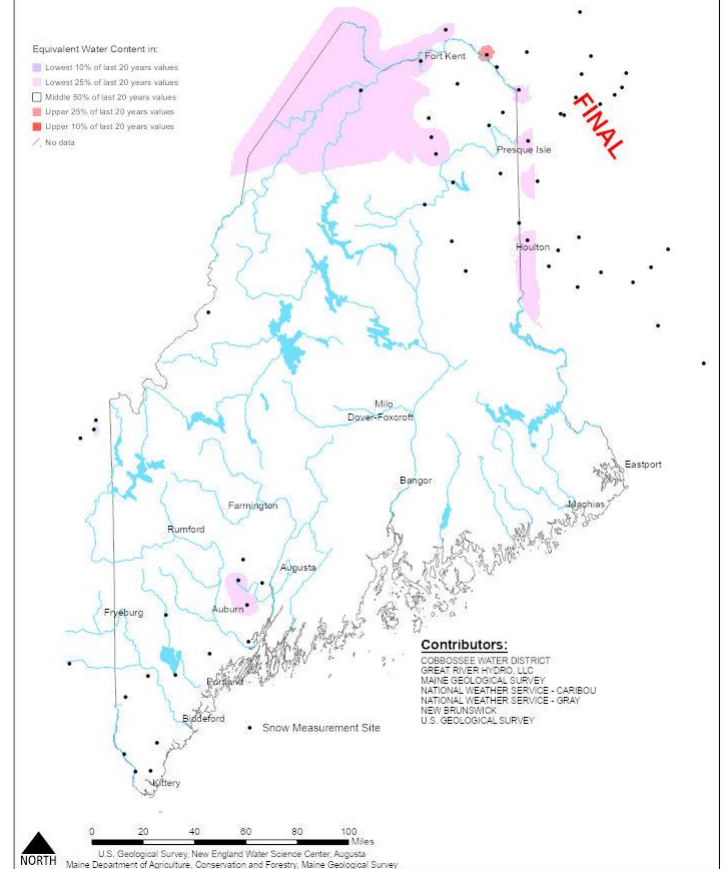 Equivalent Water Content in:
Lowest 10% of last 20 years values
Lowest 25% of last 20 years values
Middle 50% of last 20 years values
Upper 25% of last 20 years values
Upper 10% of last 20 years values
No data
FINAL
Fort Kent
Presque Isle
Houlton
Milo
Dover-Foxcroft
Bangor
Eastport
Machias
Farmington
Rumford
Augusta
Auburn
Fryeburg
Portland
Biddeford
Kittery
Snow Measurement Site
Contributors:
COBBOSSEE WATER DISTRICT
GREAT RIVER HYDRO, LLC
MAINE GEOLOGICAL SURVEY
NATIONAL WEATHER SERVICE - CARIBOU
NATIONAL WEATHER SERVICE - GRAY
NEW BRUNSWICK
U.S. GEOLOGICAL SURVEY
0 20 40 60 80 100
Miles
NORTH
U.S. Geological Survey, New England Water Science Center, Augusta
Maine Department of Agriculture, Conservation and Forestry, Maine Geological Survey